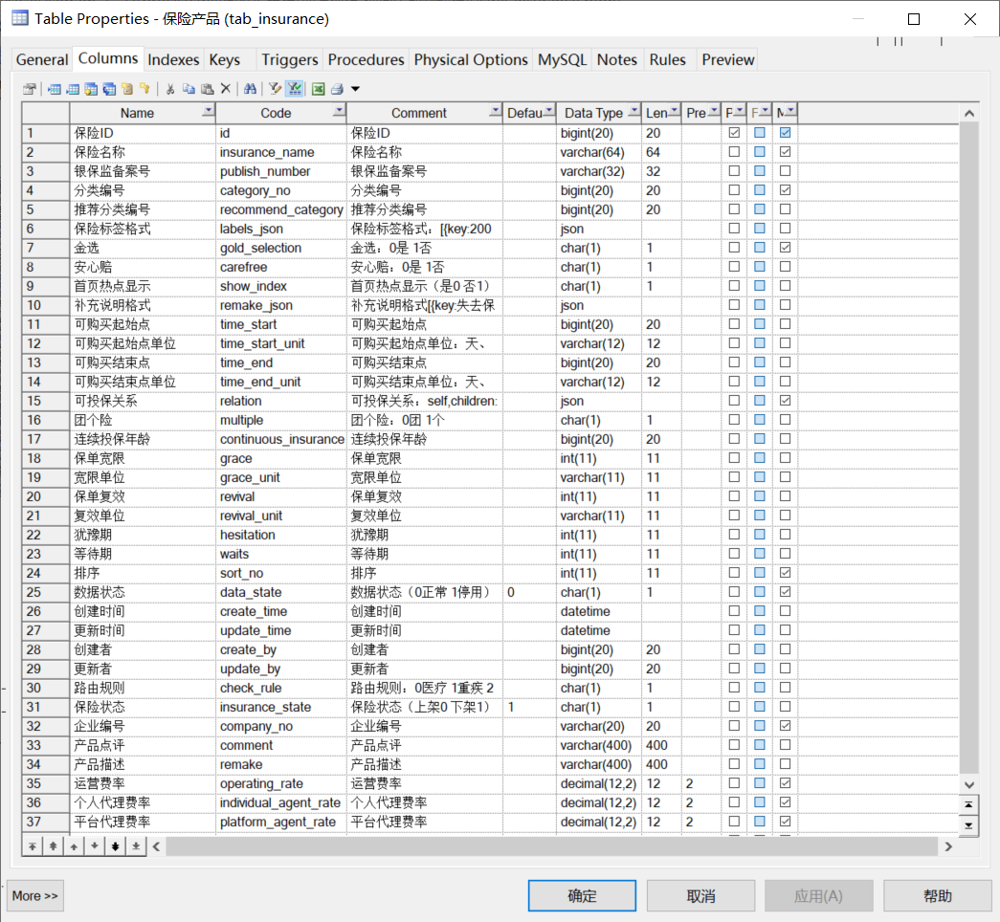 Table Properties - 保险产品 (tab_insurance)
General Columns Indexes Keys Triggers Procedures Physical Options MySQL Notes Rules Preview
Name Code Comment Defau Data Type Len Pre P F M
1 保险ID id 保险ID bigint(20) 20
2 保险名称 insurance_name 保险名称 varchar(64) 64
3 银保监备案号 publish_number 银保监备案号 varchar(32) 32
4 分类编号 category_no 分类编号 bigint(20) 20
5 推荐分类编号 recommend_category 推荐分类编号 bigint(20) 20
6 保险标签格式 labels_json 保险标签格式：[{key:200 json
7 金选 gold_selection 金选：0是 1否 char(1) 1
8 安心赔 carefree 安心赔：0是 1否 char(1) 1
9 首页热点显示 show_index 首页热点显示（是0 否1） char(1) 1
10 补充说明格式 remake_json 补充说明格式[{key:失去保 json
11 可购买起始点 time_start 可购买起始点 bigint(20) 20
12 可购买起始点单位 time_start_unit 可购买起始点单位：天、 varchar(12) 12
13 可购买结束点 time_end 可购买结束点 bigint(20) 20
14 可购买结束点单位 time_end_unit 可购买结束点单位：天、 varchar(12) 12
15 可投保关系 relation 可投保关系：self,children: json
16 团个险 multiple 团个险：0团 1个 char(1) 1
17 连续投保年龄 continuous_insurance 连续投保年龄 bigint(20) 20
18 保单宽限 grace 保单宽限 int(11) 11
19 宽限单位 grace_unit 宽限单位 varchar(11) 11
20 保单复效 revival 保单复效 int(11) 11
21 复效单位 revival_unit 复效单位 varchar(11) 11
22 犹豫期 hesitation 犹豫期 int(11) 11
23 等待期 waits 等待期 int(11) 11
24 排序 sort_no 排序 int(11) 11
25 数据状态 data_state 数据状态（0正常 1停用） 0 char(1) 1
26 创建时间 create_time 创建时间 datetime
27 更新时间 update_time 更新时间 datetime
28 创建者 create_by 创建者 bigint(20) 20
29 更新者 update_by 更新者 bigint(20) 20
30 路由规则 check_rule 路由规则：0医疗 1重疾 2 char(1) 1
31 保险状态 insurance_state 保险状态（上架0 下架1） 1 char(1) 1
32 企业编号 company_no 企业编号 varchar(20) 20
33 产品点评 comment 产品点评 varchar(400) 400
34 产品描述 remake 产品描述 varchar(400) 400
35 运营费率 operating_rate 运营费率 decimal(12,2) 12 2
36 个人代理费率 individual_agent_rate 个人代理费率 decimal(12,2) 12 2
37 平台代理费率 platform_agent_rate 平台代理费率 decimal(12,2) 12 2
More >> 确定 取消 应用(A) 帮助